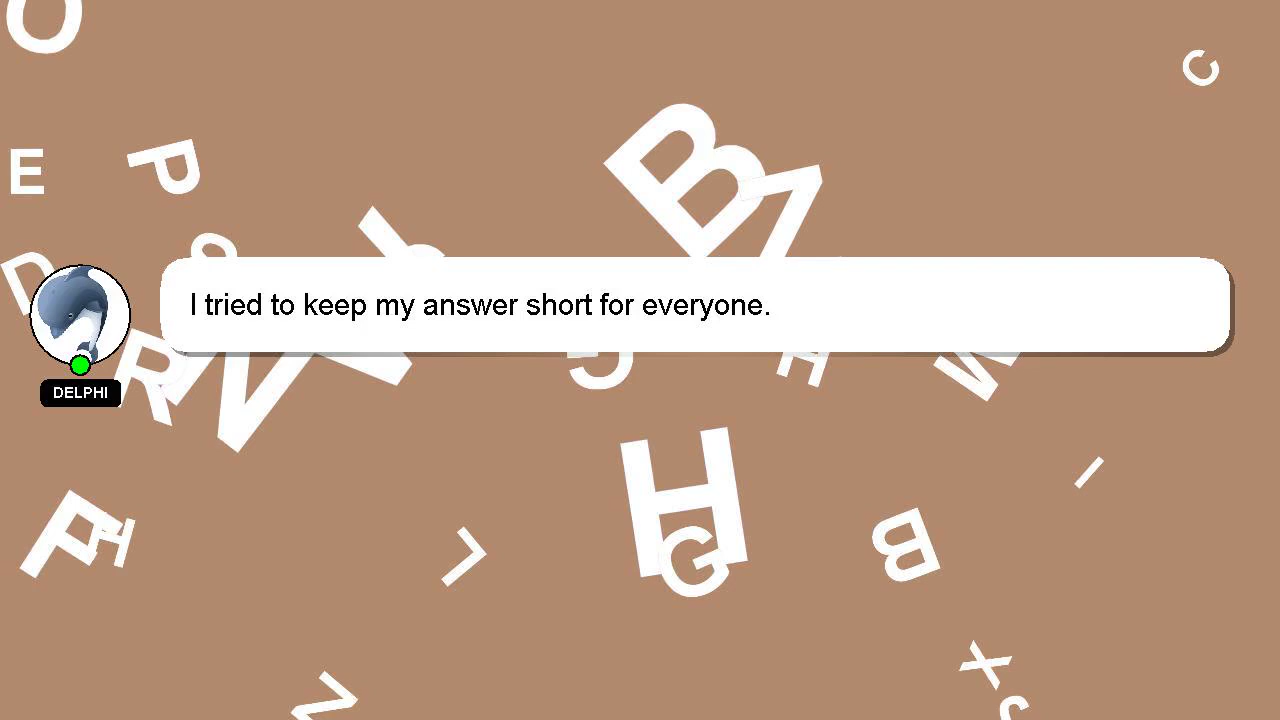 I tried to keep my answer short for everyone.
DELPHI
O
C
E
P
B
D
R
H
F
H
L
H
G
B
I
X
Z